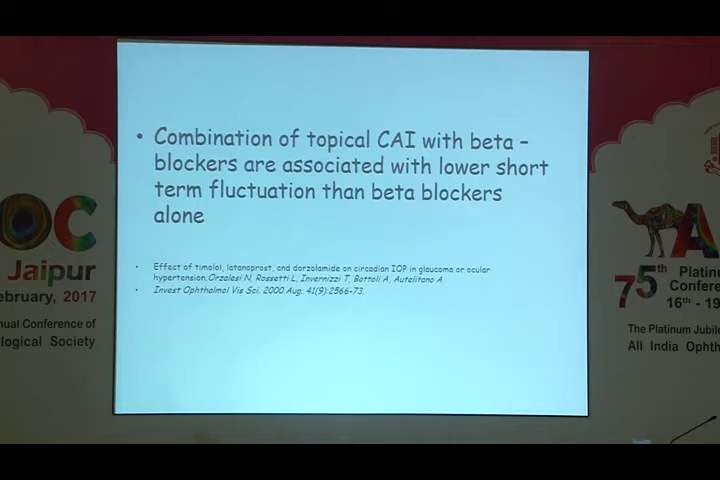 • Combination of topical CAI with beta –
blockers are associated with lower short
term fluctuation than beta blockers
alone
• Effect of timolol, latanoprost, and dorzolamide on circadian IOP in glaucoma or ocular
hypertension.Orzalesi N, Rossetti L, Invernizzi T, Bottoli A, Autelitano A
• Invest Ophthalmol Vis Sci. 2000 Aug; 41(9):2566-73.
OC
Jaipur
ebruary, 2017
nual Conference of
ological Society
A
75th Platin
Confere
16th - 19
The Platinum Jubile
All India Ophth